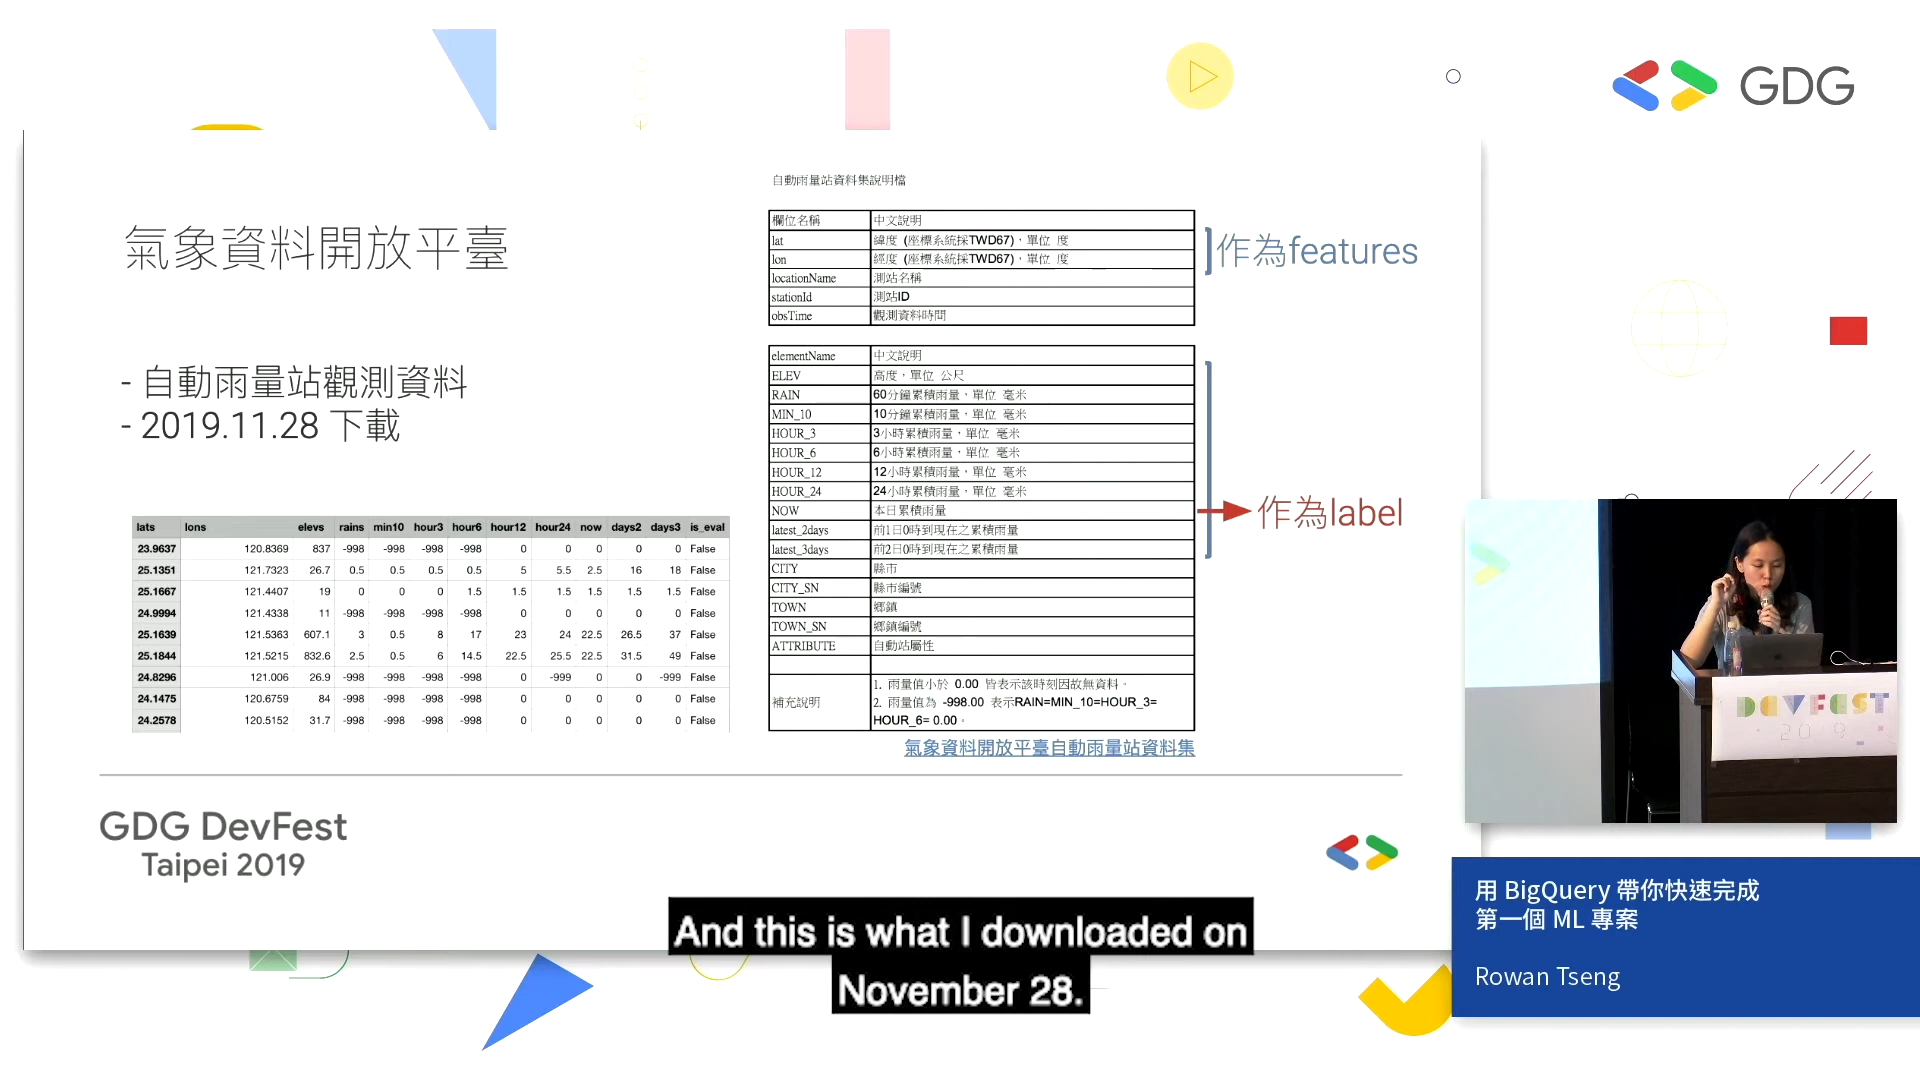 GDG
氣象資料開放平臺
- 自動雨量站觀測資料
- 2019.11.28 下載
lats lons elevs rains min10 hour3 hour6 hour12 hour24 now days2 days3 is_eval
23.9637 120.8369 837 -998 -998 -998 -998 0 0 0 0 0 False
25.1351 121.7323 26.7 0.5 0.5 0.5 0.5 5 5.5 2.5 16 18 False
25.1667 121.4407 19 0 0 0 1.5 1.5 1.5 1.5 1.5 1.5 False
24.9994 121.4338 11 -998 -998 -998 -998 0 0 0 0 0 False
25.1639 121.5363 607.1 3 0.5 8 17 23 24 22.5 26.5 37 False
25.1844 121.5215 832.6 2.5 0.5 6 14.5 22.5 25.5 22.5 31.5 49 False
24.8296 121.006 26.9 -998 -998 -998 -998 0 -999 0 0 -999 False
24.1475 120.6759 84 -998 -998 -998 -998 0 0 0 0 0 False
24.2578 120.5152 31.7 -998 -998 -998 -998 0 0 0 0 0 False
自動雨量站資料集說明檔
欄位名稱 中文說明
lat 緯度 (座標系統採TWD67)，單位 度
lon 經度 (座標系統採TWD67)，單位 度
locationName 測站名稱
stationId 測站ID
obsTime 觀測資料時間
作為features
elementName 中文說明
ELEV 高度，單位 公尺
RAIN 60分鐘累積雨量，單位 毫米
MIN_10 10分鐘累積雨量，單位 毫米
HOUR_3 3小時累積雨量，單位 毫米
HOUR_6 6小時累積雨量，單位 毫米
HOUR_12 12小時累積雨量，單位 毫米
HOUR_24 24小時累積雨量，單位 毫米
NOW 本日累積雨量
latest_2days 前1日0時到現在之累積雨量
latest_3days 前2日0時到現在之累積雨量
CITY 縣市
CITY_SN 縣市編號
TOWN 鄉鎮
TOWN_SN 鄉鎮編號
ATTRIBUTE 自動站屬性
補充說明 1. 雨量值小於 0.00 皆表示該時刻因故無資料。
2. 雨量值為 -998.00 表示RAIN=MIN_10=HOUR_3=
HOUR_6= 0.00。
作為label
氣象資料開放平臺自動雨量站資料集
GDG DevFest
Taipei 2019
DEVFEST
2019
用 BigQuery 帶你快速完成
第一個 ML 專案
Rowan Tseng
And this is what I downloaded on
November 28.